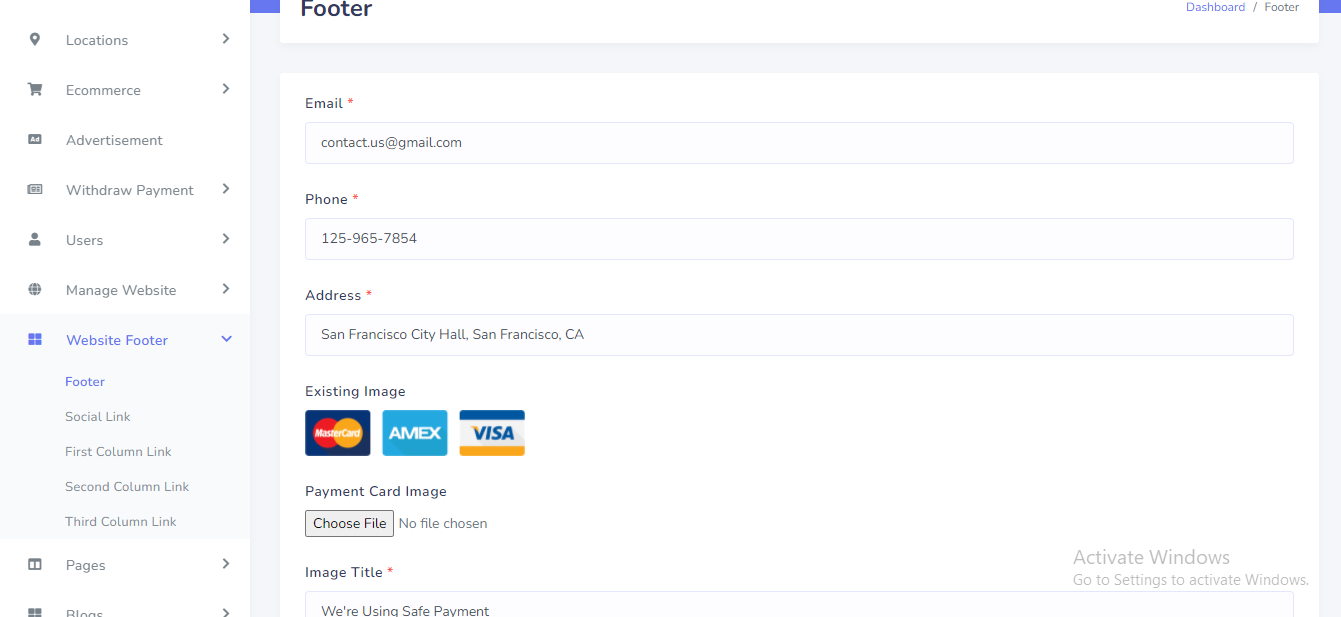 Footer
Dashboard / Footer
Locations
Ecommerce
Ad
Advertisement
Withdraw Payment
Users
Manage Website
Website Footer
Footer
Social Link
First Column Link
Second Column Link
Third Column Link
Pages
Blogs
Email *
contact.us@gmail.com
Phone *
125-965-7854
Address *
San Francisco City Hall, San Francisco, CA
Existing Image
MasterCard
AMEX
VISA
Payment Card Image
Choose File No file chosen
Image Title *
We're Using Safe Payment
Activate Windows
Go to Settings to activate Windows.